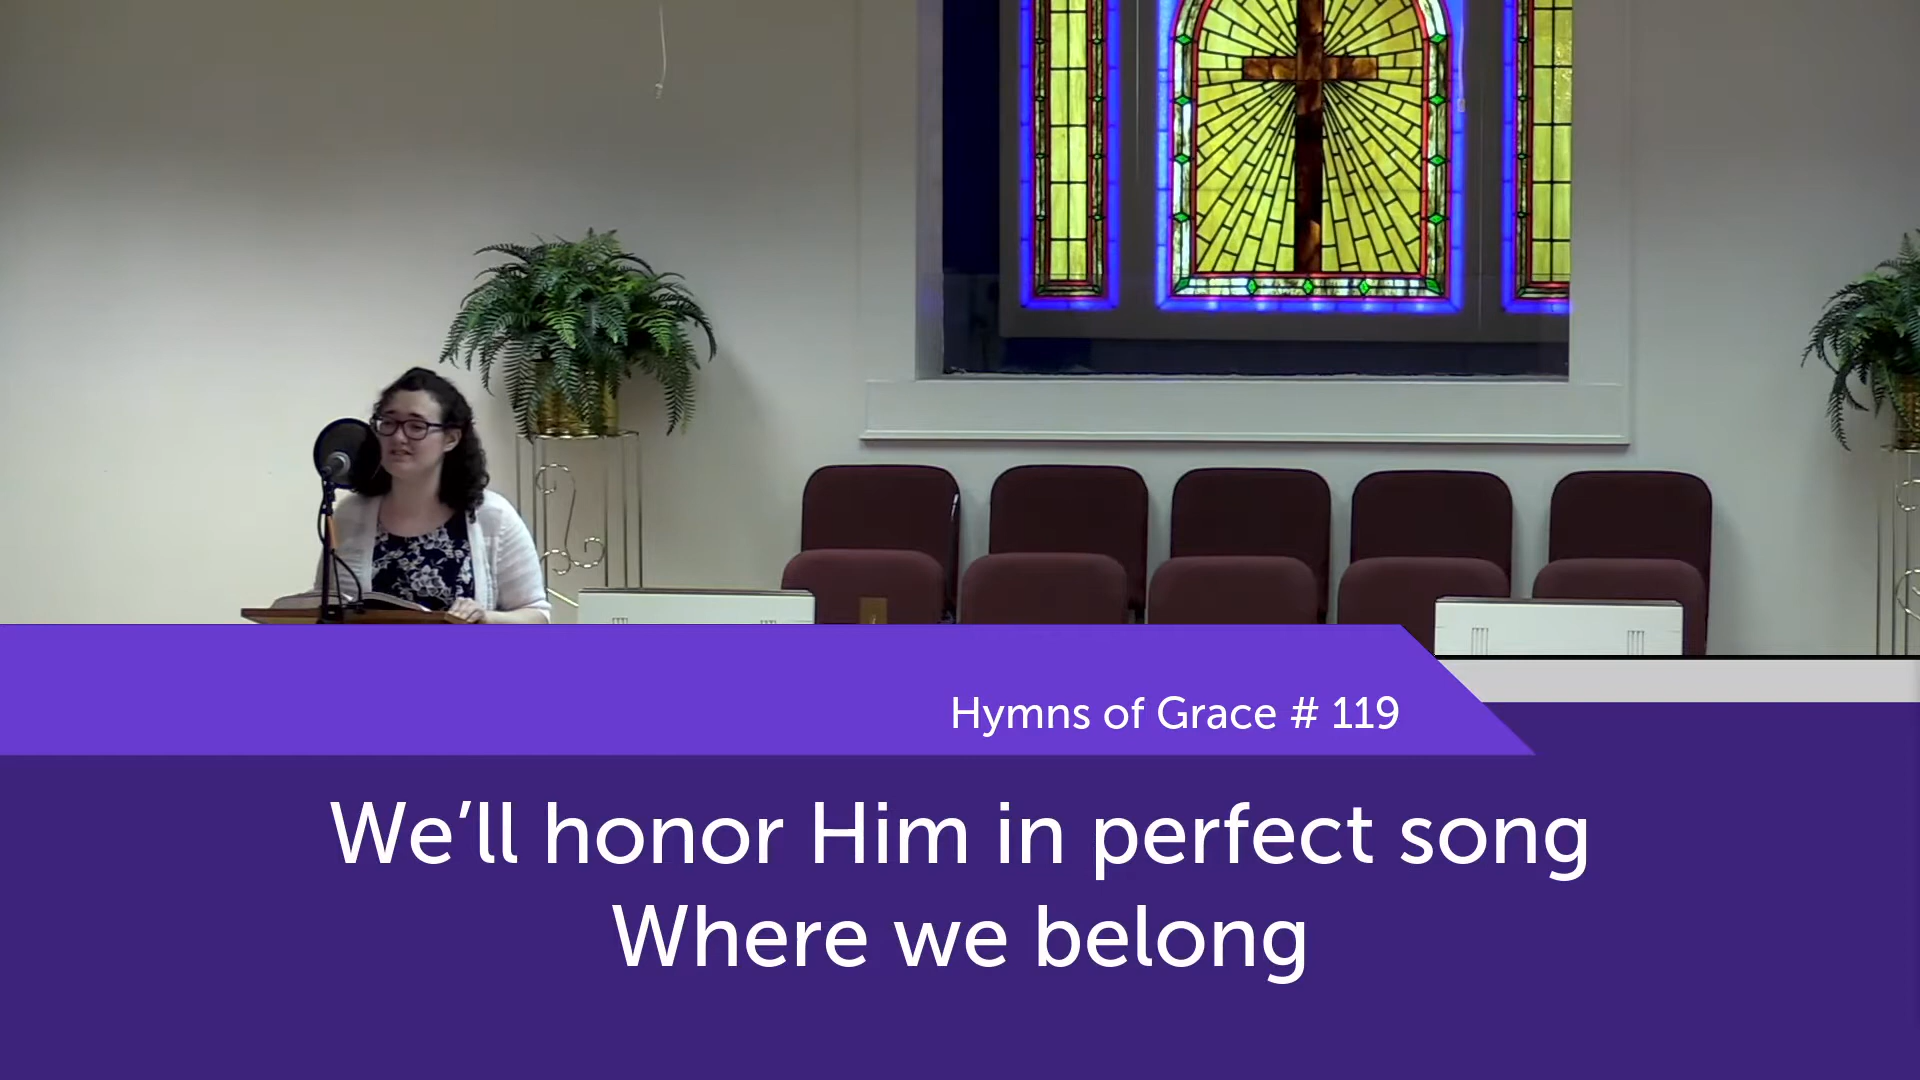 Hymns of Grace # 119
We’ll honor Him in perfect song
Where we belong